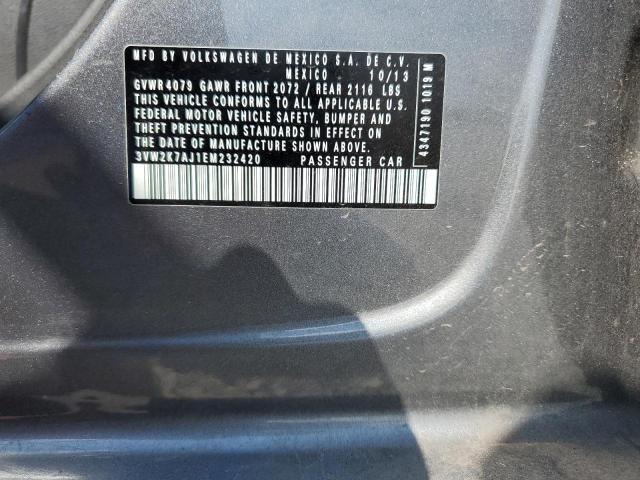 MFD BY VOLKSWAGEN DE MEXICO S.A. DE C.V.
MEXICO 10/13
GVWR 4079 GAWR FRONT 2072 / REAR 2116 LBS
THIS VEHICLE CONFORMS TO ALL APPLICABLE U.S.
FEDERAL MOTOR VEHICLE SAFETY, BUMPER AND
THEFT PREVENTION STANDARDS IN EFFECT ON THE
DATE OF MANUFACTURE SHOWN ABOVE.
3VW2K7AJ1EM232420 PASSENGER CAR
4347190 1019 M